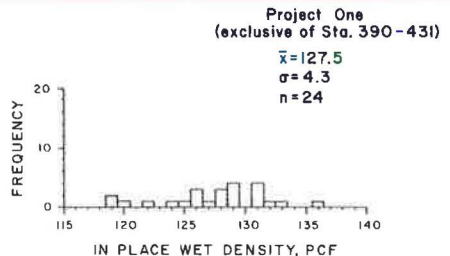 Project One
(exclusive of Sta. 390-431)
x̄=127.5
σ=4.3
n=24
20
10
0
FREQUENCY
115 120 125 130 135 140
IN PLACE WET DENSITY, PCF